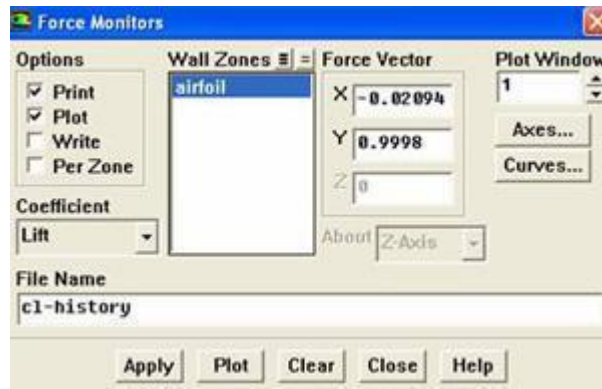 Force Monitors
Options
Print
Plot
Write
Per Zone
Coefficient
Lift
Wall Zones
airfoil
Force Vector
X -0.02094
Y 0.9998
Z 0
About Z-Axis
Plot Window
1
Axes...
Curves...
File Name
cl-history
Apply Plot Clear Close Help